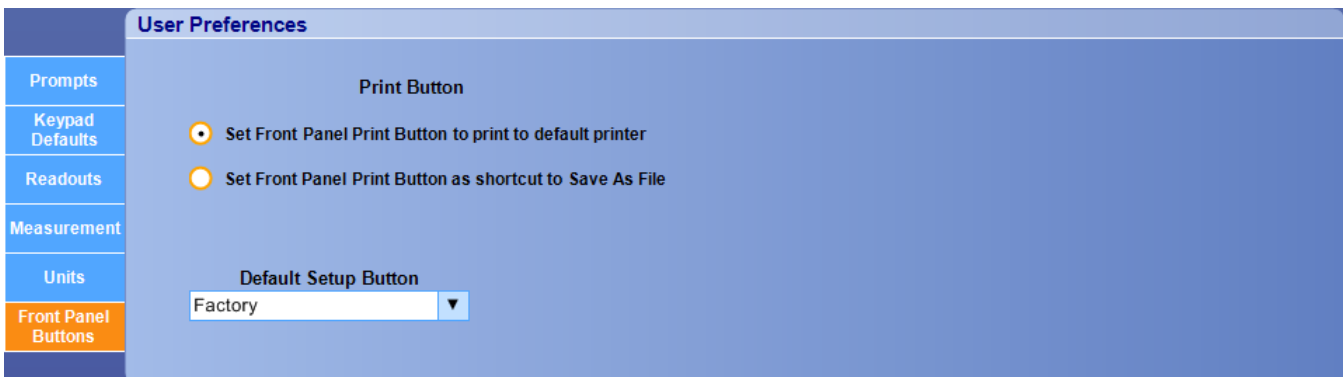 User Preferences
Prompts
Keypad
Defaults
Readouts
Measurement
Units
Front Panel
Buttons
Print Button
Set Front Panel Print Button to print to default printer
Set Front Panel Print Button as shortcut to Save As File
Default Setup Button
Factory